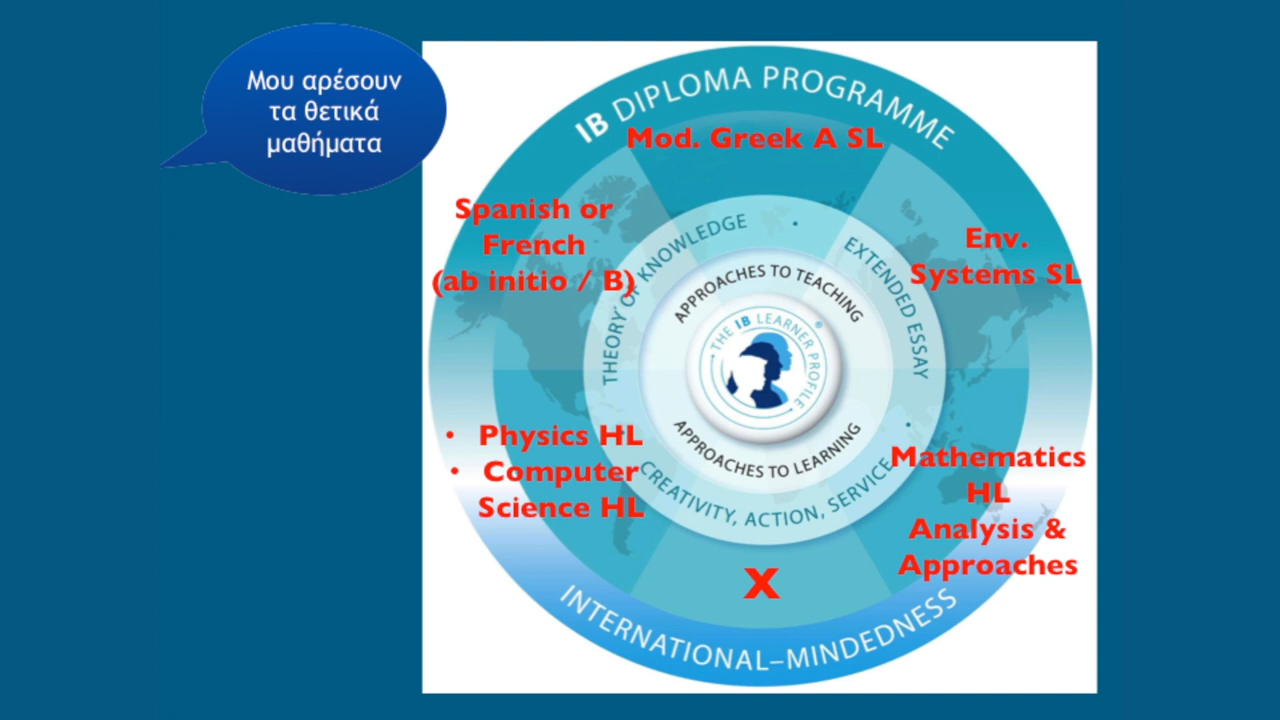 Μου αρέσουν
τα θετικά
μαθήματα
IB DIPLOMA PROGRAMME
Mod. Greek A SL
Spanish or
French
(ab initio / B)
Env.
Systems SL
THEORY OF KNOWLEDGE
EXTENDED ESSAY
APPROACHES TO TEACHING
THE IB LEARNER PROFILE ®
APPROACHES TO LEARNING
CREATIVITY, ACTION, SERVICE
• Physics HL
• Computer
Science HL
Mathematics
HL
Analysis &
Approaches
X
INTERNATIONAL–MINDEDNESS